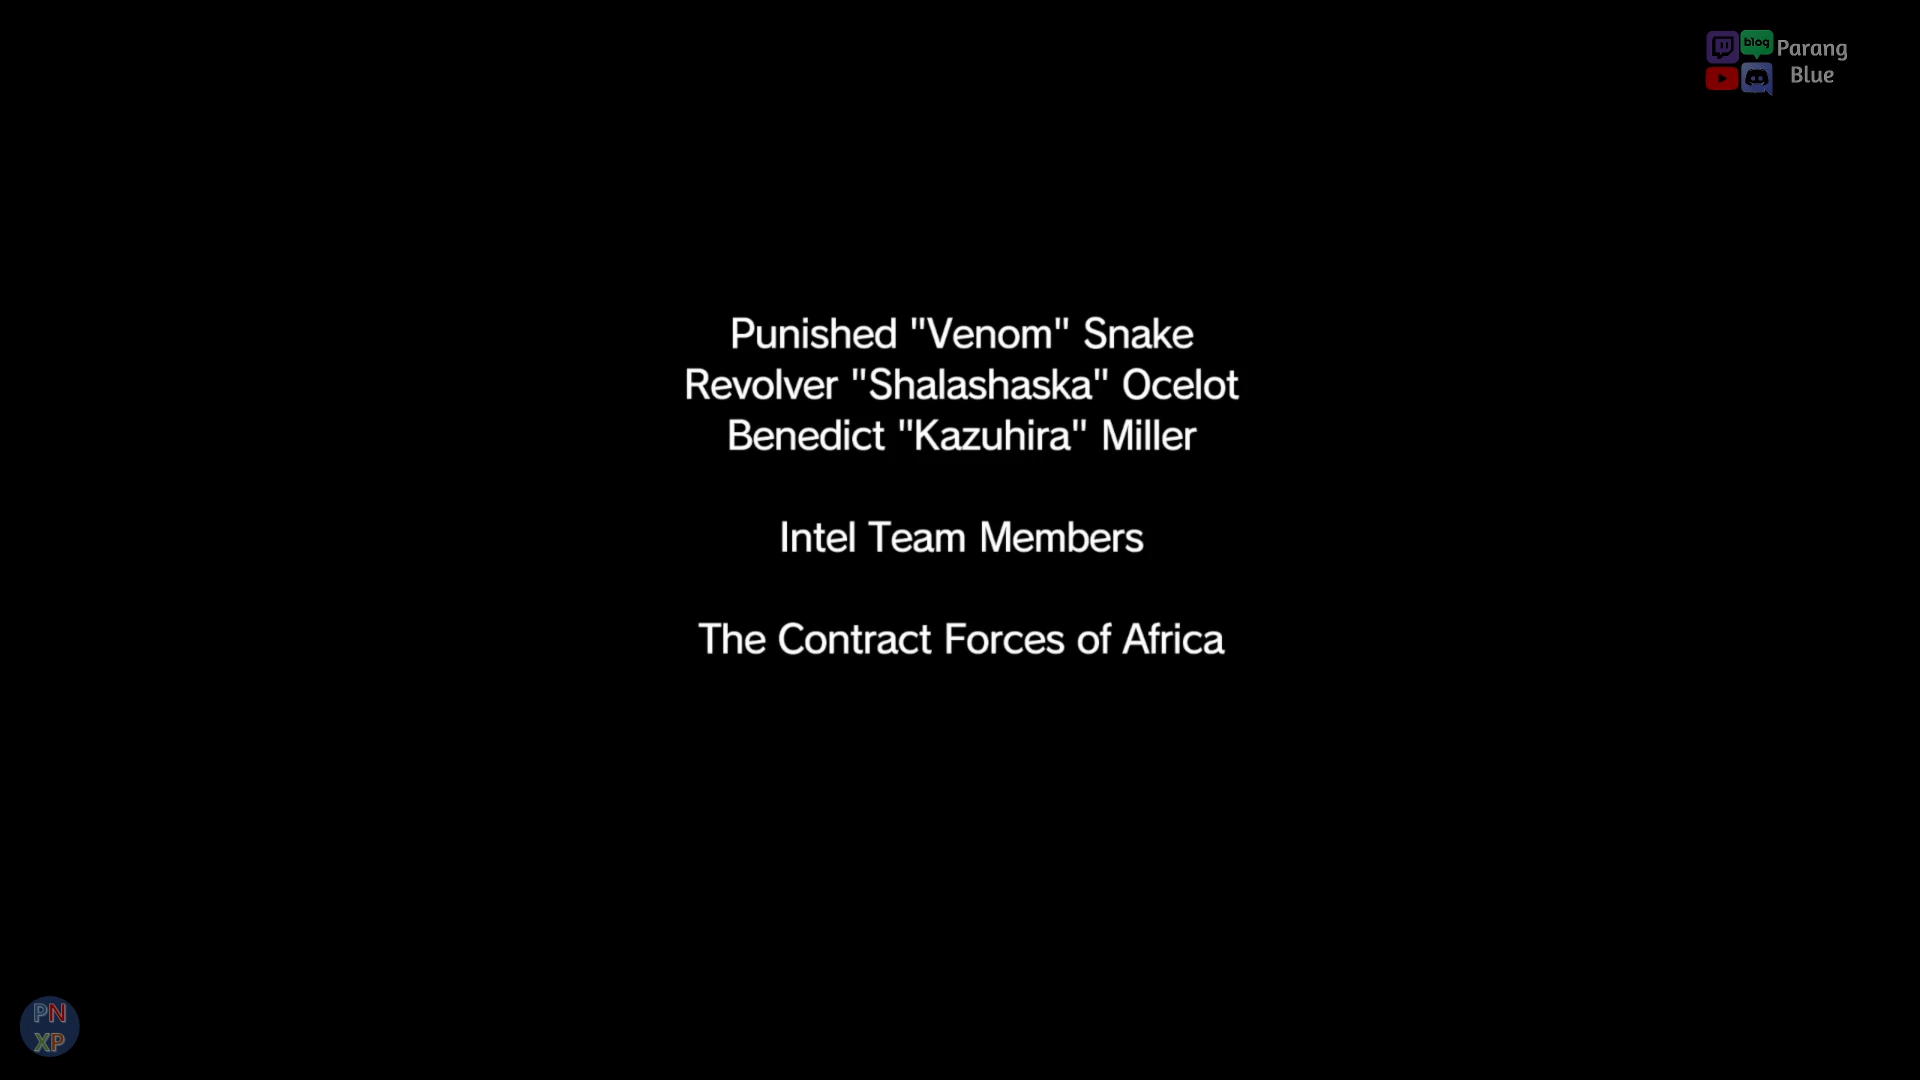 blog
Parang
Blue
Punished "Venom" Snake
Revolver "Shalashaska" Ocelot
Benedict "Kazuhira" Miller
Intel Team Members
The Contract Forces of Africa
PN
XP